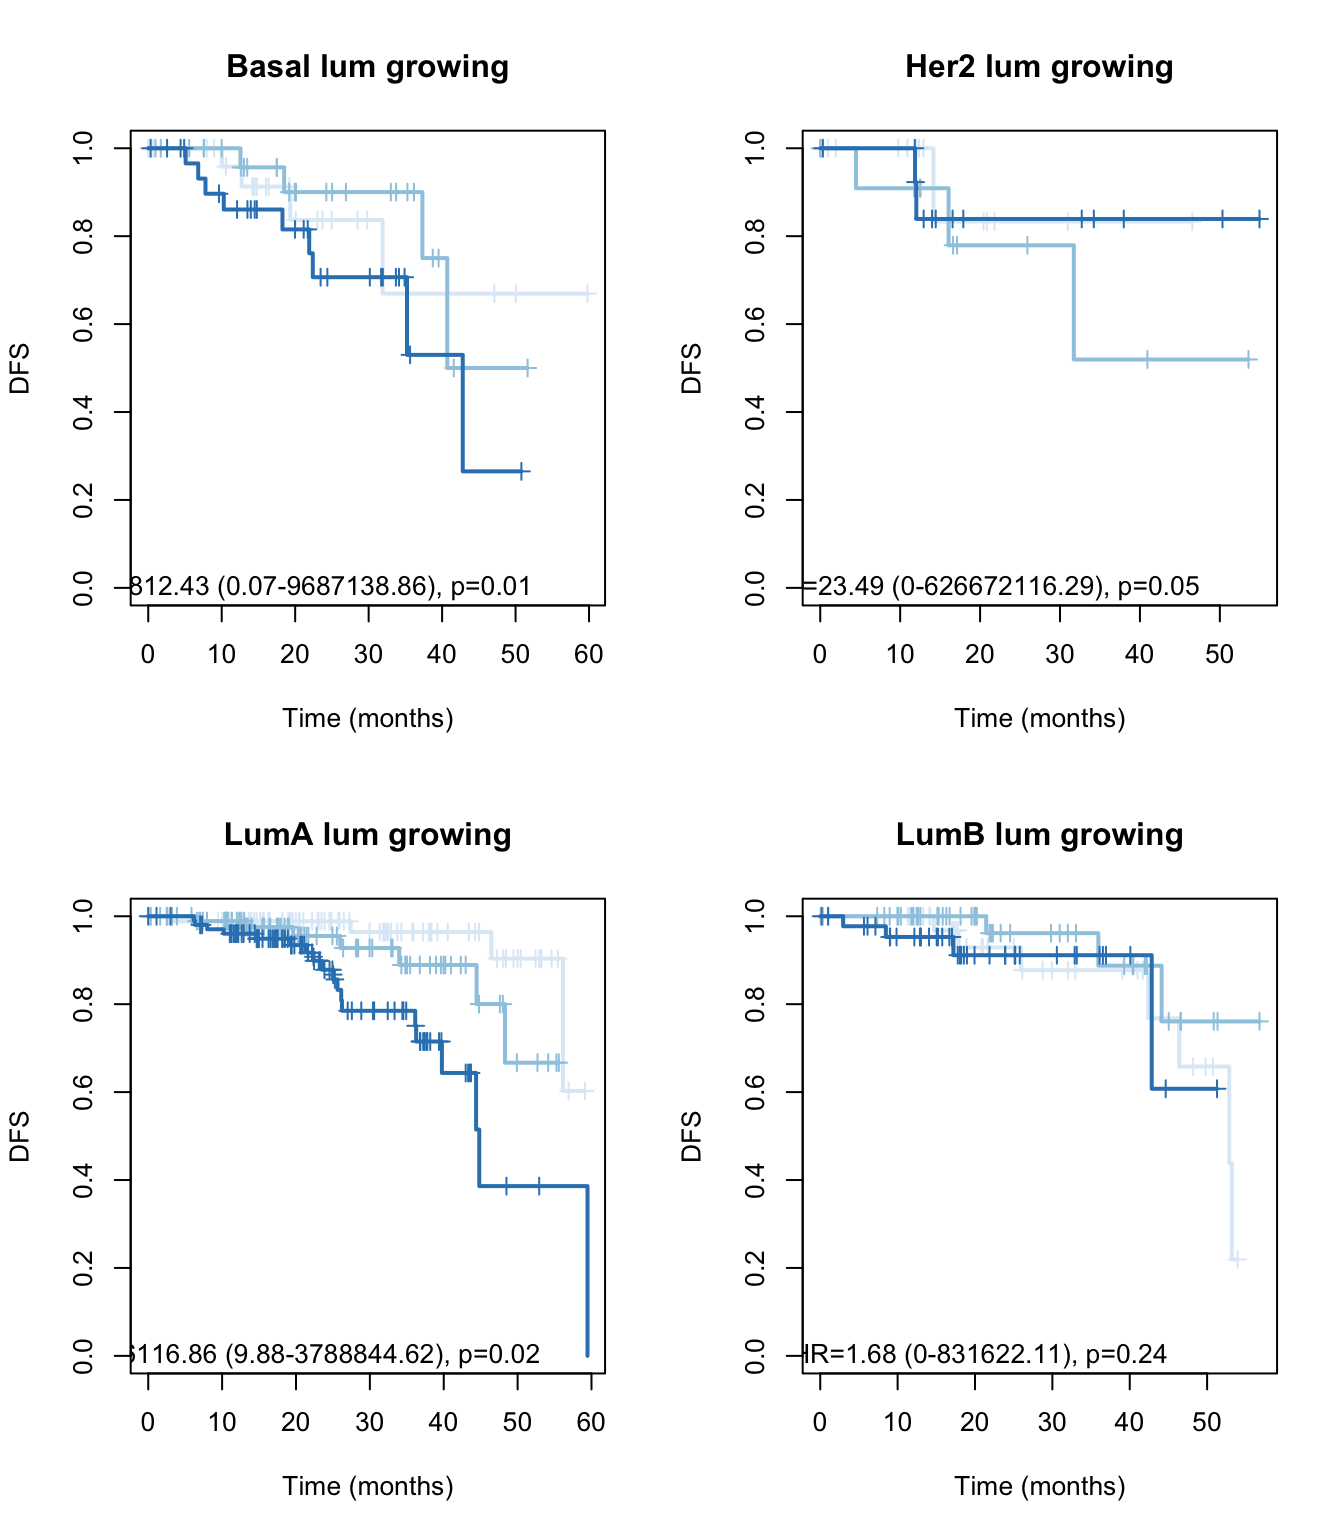 Basal lum growing
DFS
1.0
0.8
0.6
0.4
0.2
0.0
812.43 (0.07-9687138.86), p=0.01
0 10 20 30 40 50 60
Time (months)
Her2 lum growing
DFS
1.0
0.8
0.6
0.4
0.2
0.0
=23.49 (0-626672116.29), p=0.05
0 10 20 30 40 50
Time (months)
LumA lum growing
DFS
1.0
0.8
0.6
0.4
0.2
0.0
6116.86 (9.88-3788844.62), p=0.02
0 10 20 30 40 50 60
Time (months)
LumB lum growing
DFS
1.0
0.8
0.6
0.4
0.2
0.0
HR=1.68 (0-831622.11), p=0.24
0 10 20 30 40 50
Time (months)